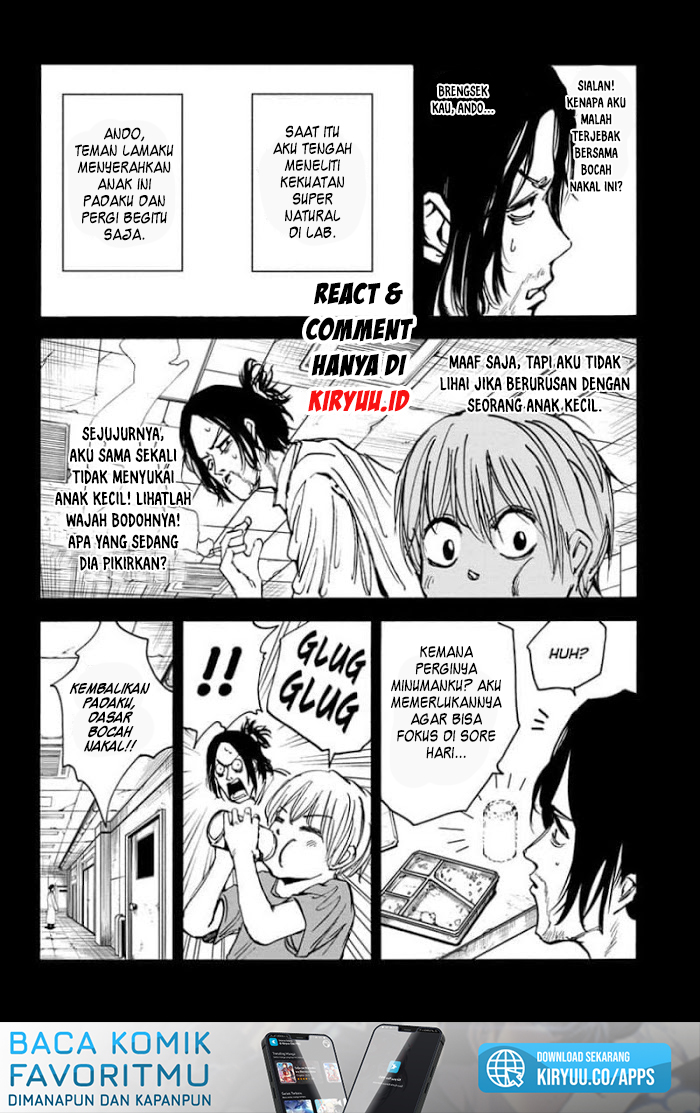 SIALAN!
KENAPA AKU
MALAH
TERJEBAK
BERSAMA
BOCAH
NAKAL INI?
BRENGSEK
KAU, ANDO...
SAAT ITU
AKU TENGAH
MENELITI
KEKUATAN
SUPER
NATURAL
DI LAB.
ANDO,
TEMAN LAMAKU
MENYERAHKAN
ANAK INI
PADAKU DAN
PERGI BEGITU
SAJA.
REACT &
COMMENT
HANYA DI
KIRYUU.ID
MAAF SAJA, TAPI AKU TIDAK
LIHAI JIKA BERURUSAN DENGAN
SEORANG ANAK KECIL.
SEJUJURNYA,
AKU SAMA SEKALI
TIDAK MENYUKAI
ANAK KECIL! LIHATLAH
WAJAH BODOHNYA!
APA YANG SEDANG
DIA PIKIRKAN?
HUH?
KEMANA
PERGINYA
MINUMANKU? AKU
MEMERLUKANNYA
AGAR BISA
FOKUS DI SORE
HARI...
GLUG
GLUG
!!
KEMBALIKAN
PADAKU,
DASAR
BOCAH
NAKAL!!
BACA KOMIK
FAVORITMU
DIMANAPUN DAN KAPANPUN
DOWNLOAD SEKARANG
KIRYUU.CO/APPS